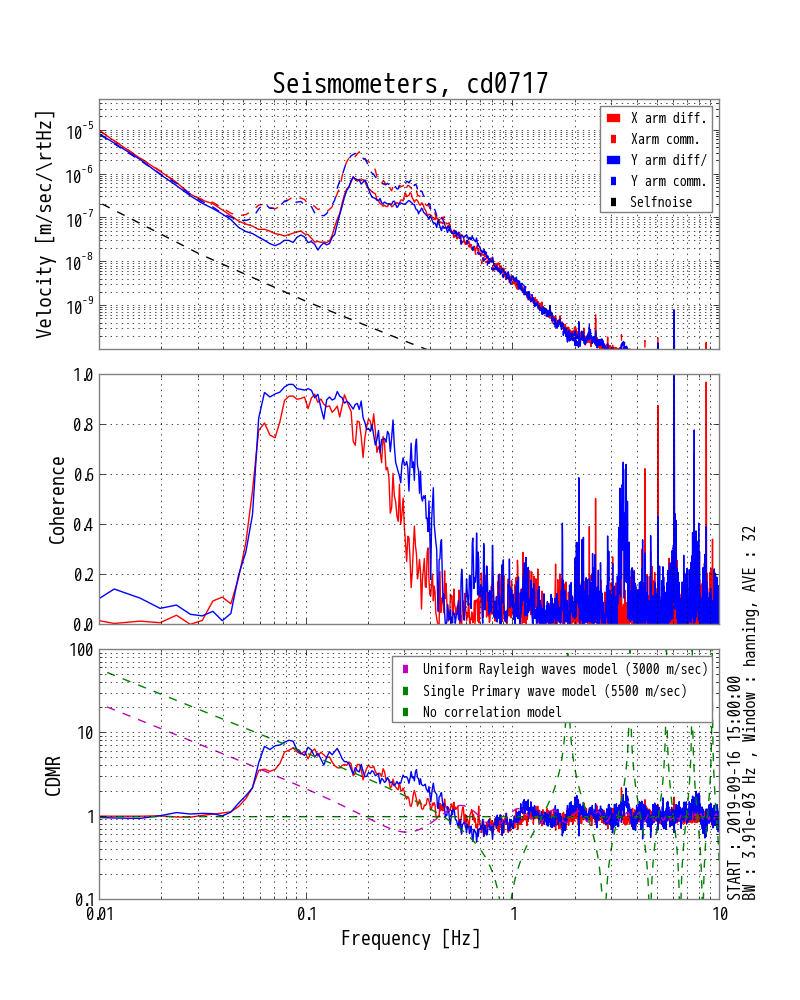 Seismometers, cd0717
Velocity [m/sec/\rtHz]
10^-5
10^-6
10^-7
10^-8
10^-9
X arm diff.
Xarm comm.
Y arm diff/
Y arm comm.
Selfnoise
Coherence
1.0
0.8
0.6
0.4
0.2
0.0
CDMR
100
10
1
0.1
Uniform Rayleigh waves model (3000 m/sec)
Single Primary wave model (5500 m/sec)
No correlation model
0.01
0.1
1
10
Frequency [Hz]
START : 2019-09-16 15:00:00
BW : 3.91e-03 Hz , Window : hanning, AVE : 32